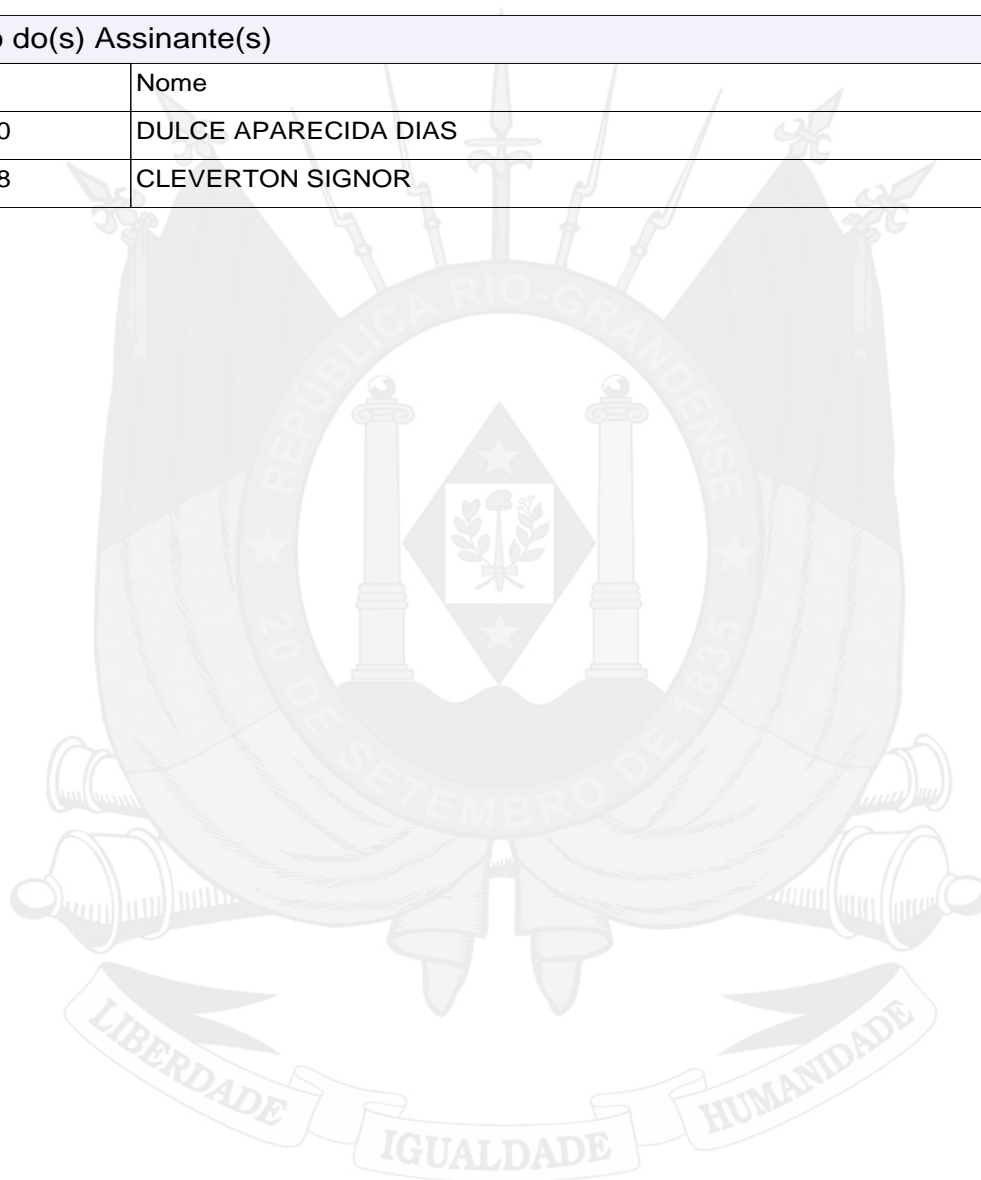 o do(s) Assinante(s)
Nome
0 DULCE APARECIDA DIAS
8 CLEVERTON SIGNOR
REPÚBLICA RIO-GRANDENSE
★ 20 DE SETEMBRO DE 1835 ★
LIBERDADE IGUALDADE HUMANIDADE